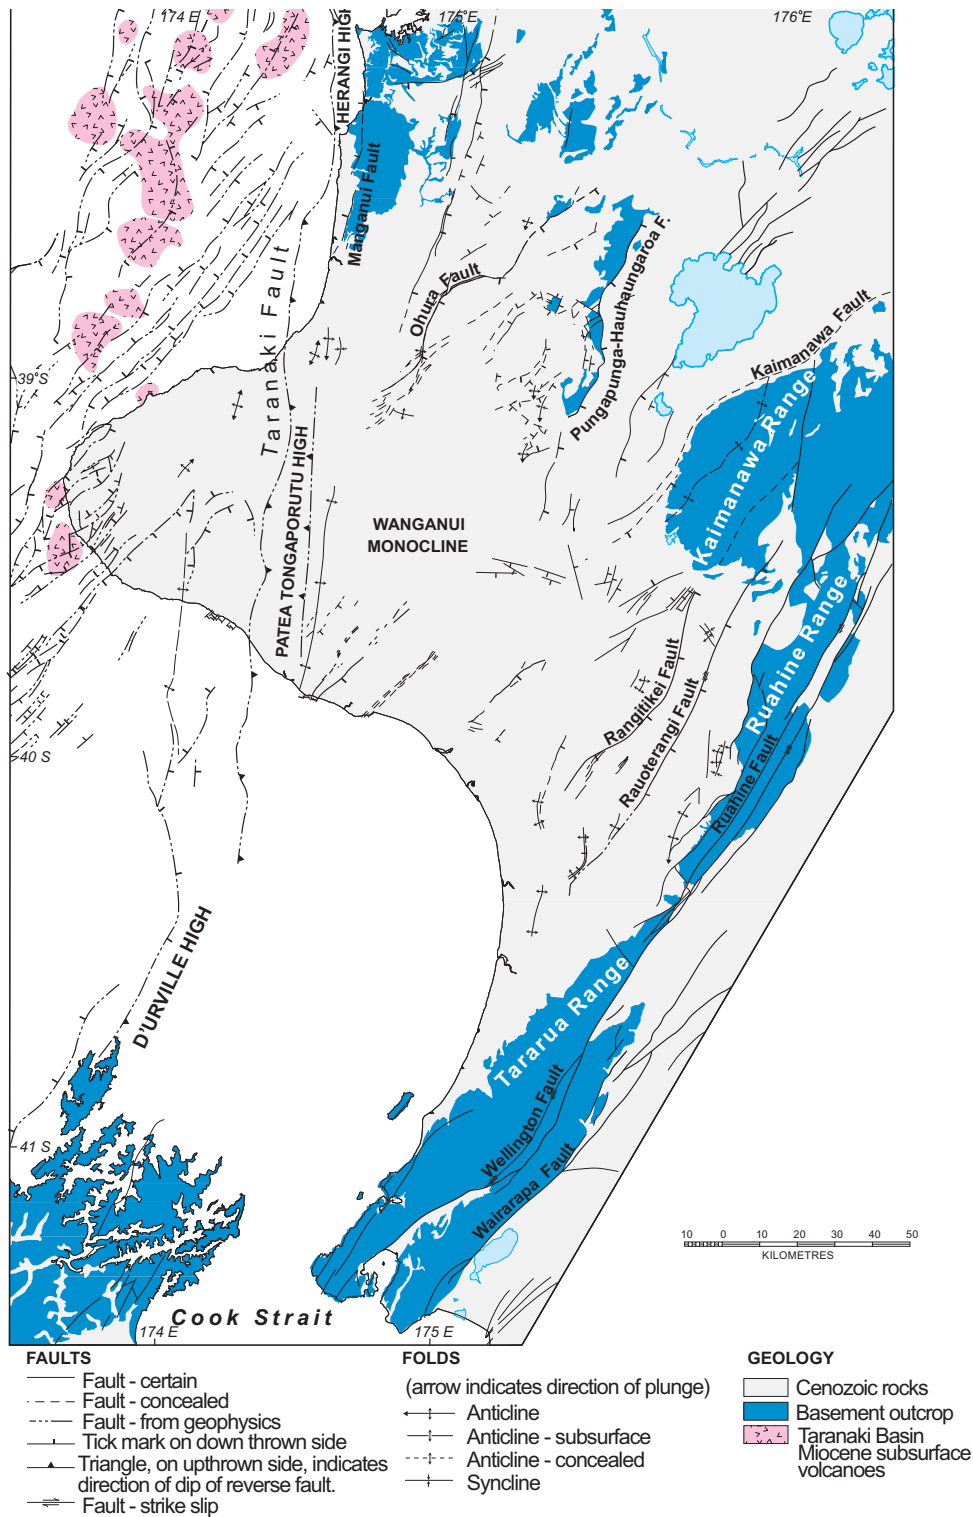 174 E
175°E
176°E
HERANGI HIGH
Manganui Fault
Taranaki Fault
Ohura Fault
Pungapunga-Hauhaungaroa F.
Kaimanawa Fault
39°S
Kaimanawa Range
PATEA TONGAPORUTU HIGH
WANGANUI
MONOCLINE
Ruahine Range
Rangitikei Fault
Rauoterangi Fault
Ruahine Fault
40 S
D'URVILLE HIGH
Tararua Range
Wellington Fault
Wairarapa Fault
41 S
10 0 10 20 30 40 50
KILOMETRES
Cook Strait
174 E
175 E
FAULTS
Fault - certain
Fault - concealed
Fault - from geophysics
Tick mark on down thrown side
Triangle, on upthrown side, indicates
direction of dip of reverse fault.
Fault - strike slip
FOLDS
(arrow indicates direction of plunge)
Anticline
Anticline - subsurface
Anticline - concealed
Syncline
GEOLOGY
Cenozoic rocks
Basement outcrop
Taranaki Basin
Miocene subsurface
volcanoes